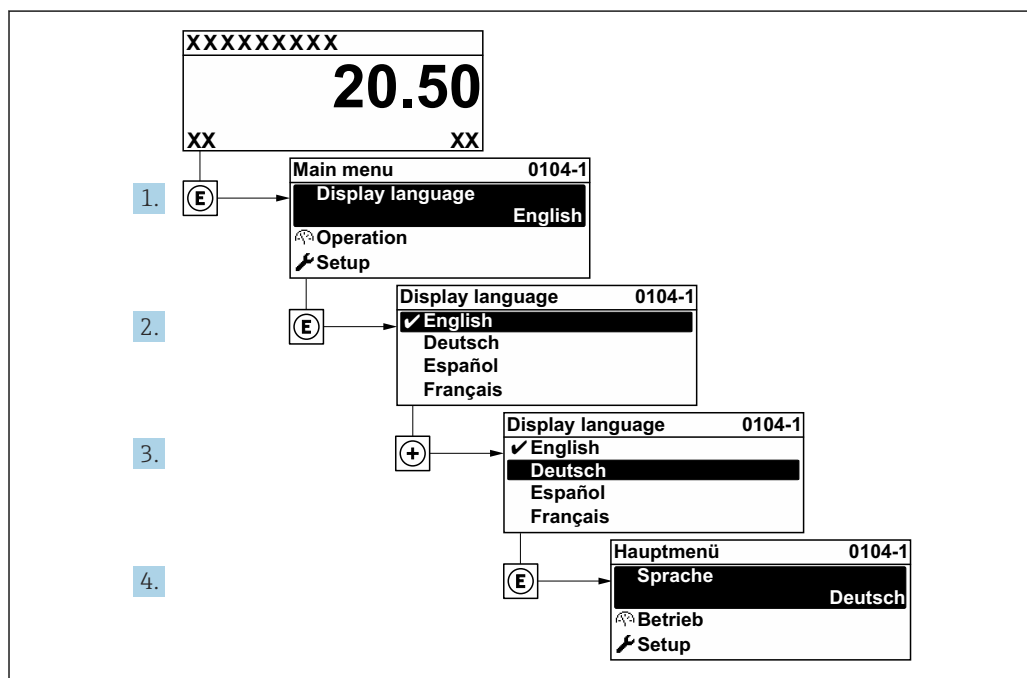 XXXXXXXXX
20.50
XX XX
1. E
Main menu 0104-1
Display language
English
Operation
Setup
2. E
Display language 0104-1
✔ English
Deutsch
Español
Français
3. +
Display language 0104-1
✔ English
Deutsch
Español
Français
4. E
Hauptmenü 0104-1
Sprache
Deutsch
Betrieb
Setup